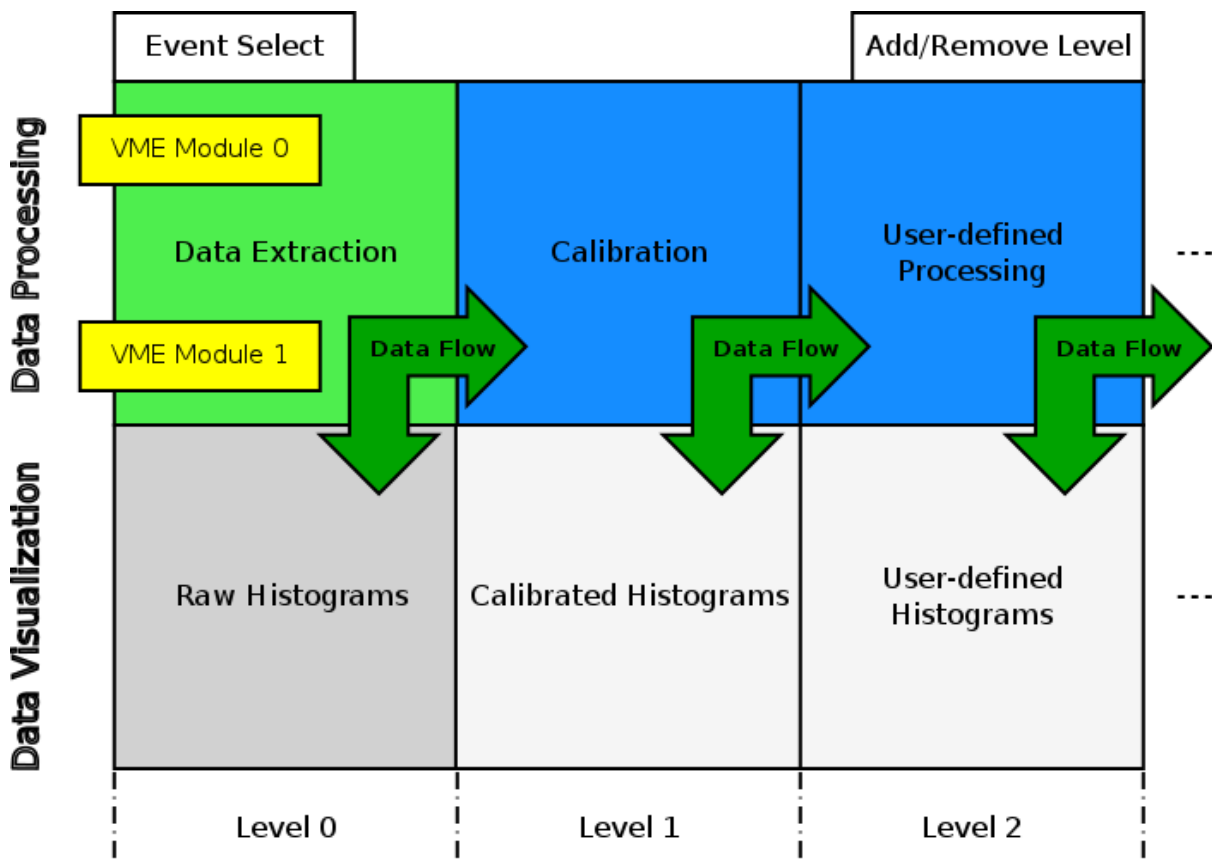 Event Select
Add/Remove Level
Data Processing
VME Module 0
Data Extraction
Calibration
User-defined
Processing
VME Module 1
Data Flow
Data Flow
Data Flow
Data Visualization
Raw Histograms
Calibrated Histograms
User-defined
Histograms
Level 0
Level 1
Level 2